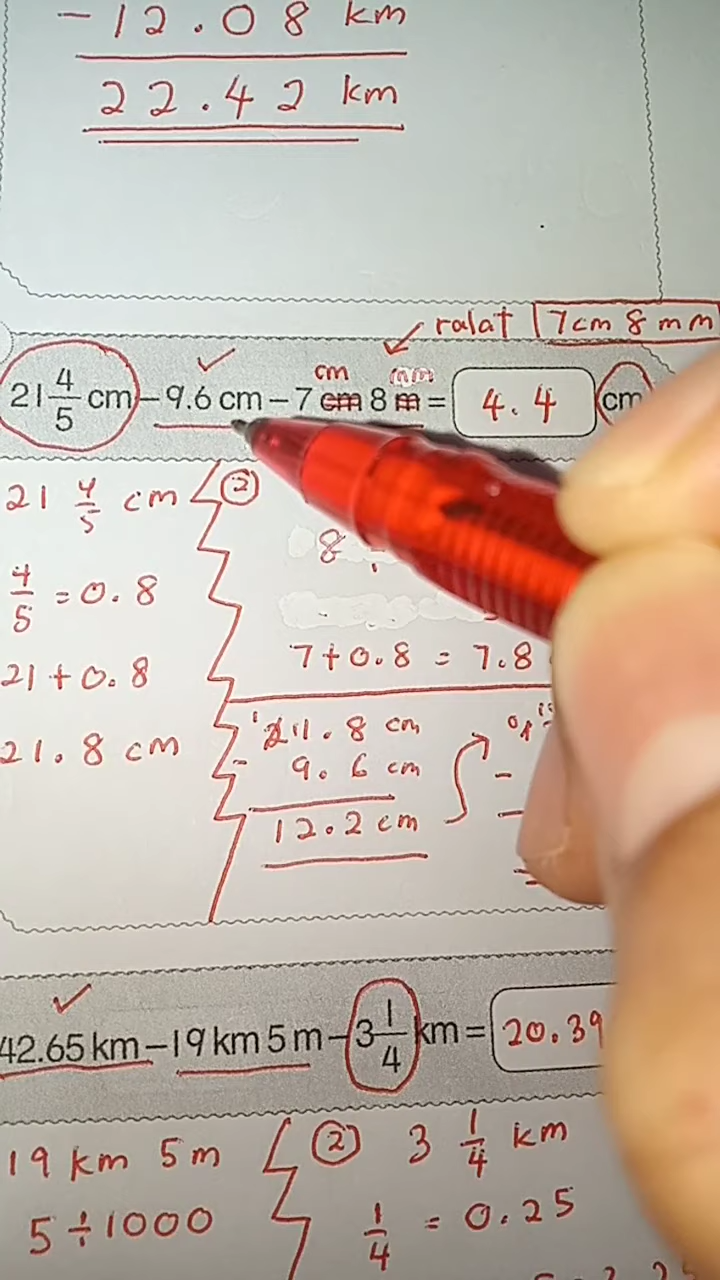 -12.08 km
22.42 km
ralat 7cm 8mm
cm mm
21 4/5 cm - 9.6 cm - 7 cm 8 m = 4.4 cm
21 4/5 cm
②
8
4/5 = 0.8
7+0.8 = 7.8
21+0.8
21.8 cm
21.8 cm
- 9.6 cm
12.2 cm
-
42.65 km - 19 km 5 m - 3 1/4 km = 20.39
19 km 5m
② 3 1/4 km
5÷1000
1/4 = 0.25